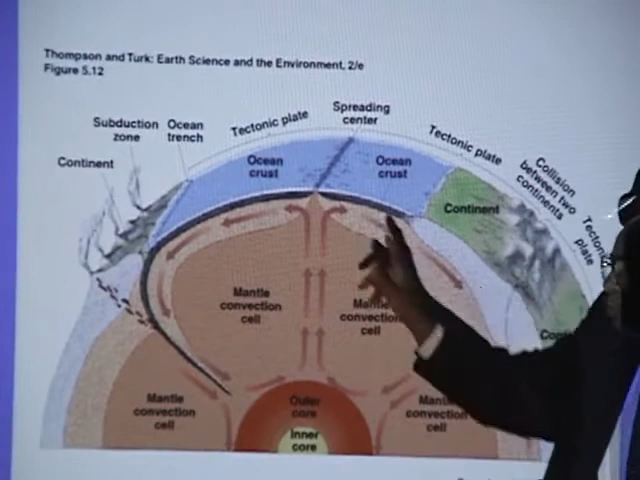 Thompson and Turk: Earth Science and the Environment, 2/e
Figure 5.12
Spreading
center
Tectonic plate
Subduction
zone
Ocean
trench
Tectonic plate
Continent
Ocean
crust
Ocean
crust
Collision
between two
continents
Continent
Tectonic
plate
Mantle
convection
cell
Mantle
convection
cell
Mantle
convection
cell
Outer
core
Mantle
convection
cell
Inner
core